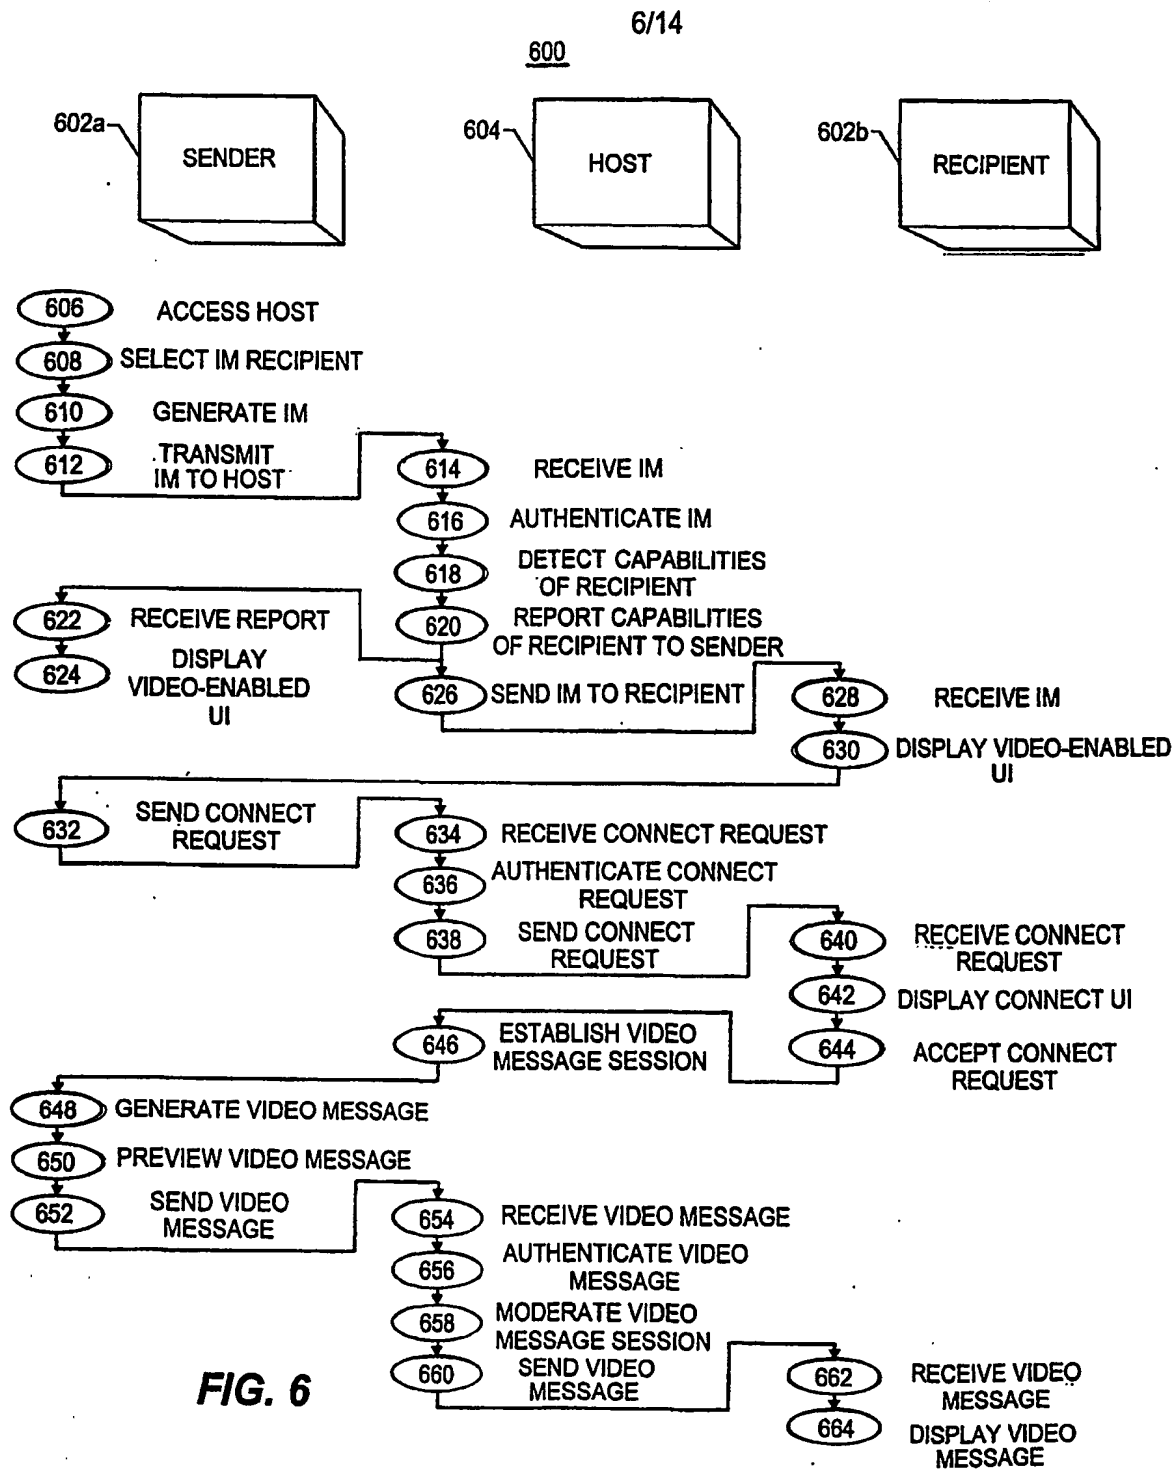 6/14
600
602a
SENDER
604
HOST
602b
RECIPIENT
606
ACCESS HOST
608
SELECT IM RECIPIENT
610
GENERATE IM
612
TRANSMIT
IM TO HOST
614
RECEIVE IM
616
AUTHENTICATE IM
618
DETECT CAPABILITIES
OF RECIPIENT
620
REPORT CAPABILITIES
OF RECIPIENT TO SENDER
622
RECEIVE REPORT
624
DISPLAY
VIDEO-ENABLED
UI
626
SEND IM TO RECIPIENT
628
RECEIVE IM
630
DISPLAY VIDEO-ENABLED
UI
632
SEND CONNECT
REQUEST
634
RECEIVE CONNECT REQUEST
636
AUTHENTICATE CONNECT
REQUEST
638
SEND CONNECT
REQUEST
640
RECEIVE CONNECT
REQUEST
642
DISPLAY CONNECT UI
644
ACCEPT CONNECT
REQUEST
646
ESTABLISH VIDEO
MESSAGE SESSION
648
GENERATE VIDEO MESSAGE
650
PREVIEW VIDEO MESSAGE
652
SEND VIDEO
MESSAGE
654
RECEIVE VIDEO MESSAGE
656
AUTHENTICATE VIDEO
MESSAGE
658
MODERATE VIDEO
MESSAGE SESSION
660
SEND VIDEO
MESSAGE
662
RECEIVE VIDEO
MESSAGE
664
DISPLAY VIDEO
MESSAGE
FIG. 6